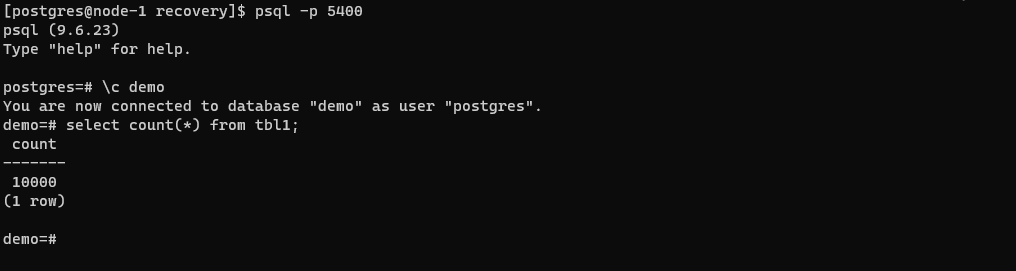 [postgres@node-1 recovery]$ psql -p 5400
psql (9.6.23)
Type "help" for help.
postgres=# \c demo
You are now connected to database "demo" as user "postgres".
demo=# select count(*) from tbl1;
count
-------
10000
(1 row)
demo=#